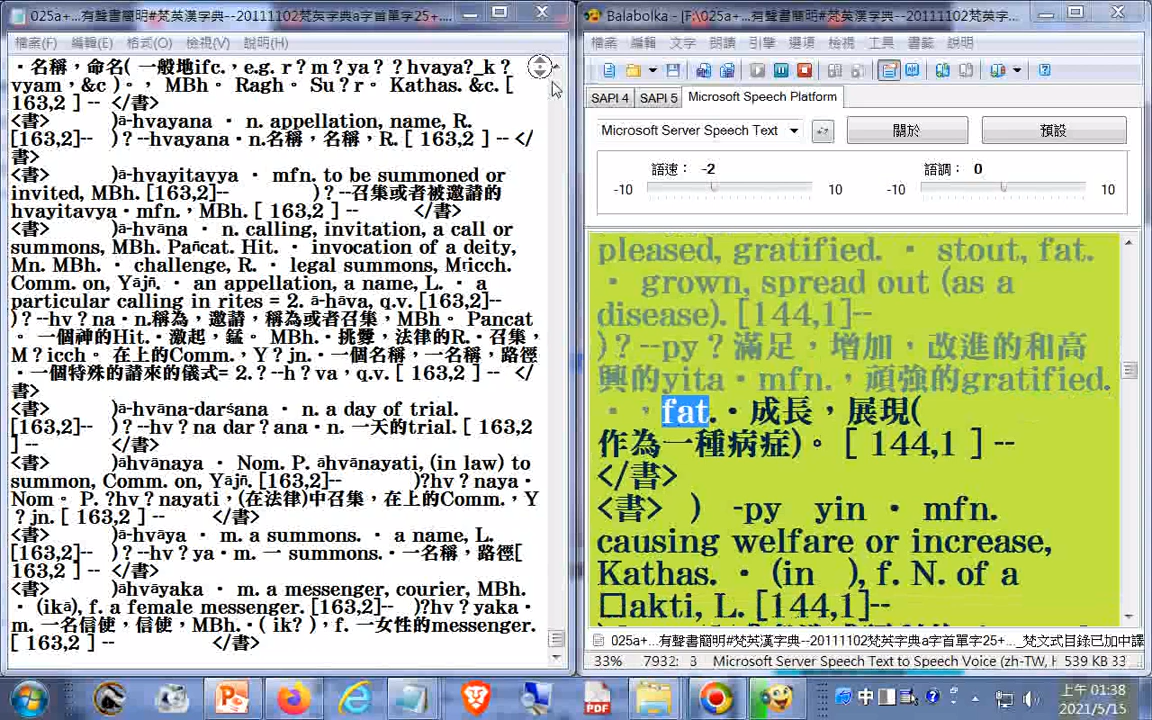 025a+...有聲書簡明#梵英漢字典--20111102梵英字典a字首單字25+...
檔案(F) 編輯(E) 格式(O) 檢視(V) 說明(H)
‧名稱，命名( 一般地ifc.，e.g. r？m？ya？？hvaya?_k？
vyam，&c )。， MBh。Ragh。Su？r。Kathas. &c. [
163,2 ] -- </書>
<書> )ā-hvayana ‧ n. appellation, name, R.
[163,2]-- )？--hvayana‧n.名稱，名稱，R. [ 163,2 ] -- </
書>
<書> )ā-hvayitavya ‧ mfn. to be summoned or
invited, MBh. [163,2]-- )？--召集或者被邀請的
hvayitavya‧mfn.，MBh. [ 163,2 ] -- </書>
<書> )ā-hvāna ‧ n. calling, invitation, a call or
summons, MBh. Pañcat. Hit. ‧ invocation of a deity,
Mn. MBh. ‧ challenge, R. ‧ legal summons, Mṛicch.
Comm. on, Yājñ. ‧ an appellation, a name, L. ‧ a
particular calling in rites = 2. ā-hāva, q.v. [163,2]--
)？--hv？na‧n.稱為，邀請，稱為或者召集，MBh。Pancat
。一個神的Hit.‧激起，錳。 MBh.‧挑釁，法律的R.‧召集，
M？icch。在上的Comm.，Y？jn.‧一個名稱，一名稱，路徑
‧一個特殊的請來的儀式= 2.？--h？va，q.v. [ 163,2 ] -- </
書>
<書> )ā-hvāna-darśana ‧ n. a day of trial.
[163,2]-- )？--hv？na dar？ana‧n. 一天的trial. [ 163,2
] -- </書>
<書> )āhvānaya ‧ Nom. P. āhvānayati, (in law) to
summon, Comm. on, Yājñ. [163,2]-- )?hv？naya‧
Nom。P. ?hv？nayati，(在法律)中召集，在上的Comm.，Y
？jn. [ 163,2 ] -- </書>
<書> )ā-hvāya ‧ m. a summons. ‧ a name, L.
[163,2]-- )？--hv？ya‧m. 一 summons.‧一名稱，路徑[
163,2 ] -- </書>
<書> )āhvāyaka ‧ m. a messenger, courier, MBh.
‧ (ikā), f. a female messenger. [163,2]-- )?hv？yaka‧
m. 一名信使，信使，MBh.‧( ik？)，f. 一女性的messenger.
[ 163,2 ] -- </書>
Balabolka - [F:\025a+...有聲書簡明#梵英漢字典--20111102梵英字...
檔案 編輯 文字 朗讀 引擎 選項 檢視 工具 書籤 說明
SAPI 4 SAPI 5 Microsoft Speech Platform
Microsoft Server Speech Text 關於 預設
語速： -2 語調： 0
-10 10 -10 10
pleased, gratified. ‧ stout, fat.
‧ grown, spread out (as a
disease). [144,1]--
)？--py？滿足，增加，改進的和高
興的yita‧mfn.，頑強的gratified.
‧，fat.‧成長，展現(
作為一種病症)。[ 144,1 ] --
</書>
<書> ) -py yin ‧ mfn.
causing welfare or increase,
Kathas. ‧ (in ), f. N. of a
□akti, L. [144,1]--
025a+...有聲書簡明#梵英漢字典--20111102梵英字典a字首單字25+..._梵文式目錄已加中譯
33% 7932: 3 Microsoft Server Speech Text to Speech Voice (zh-TW, H 539 KB 33
中
上午 01:38
2021/5/15